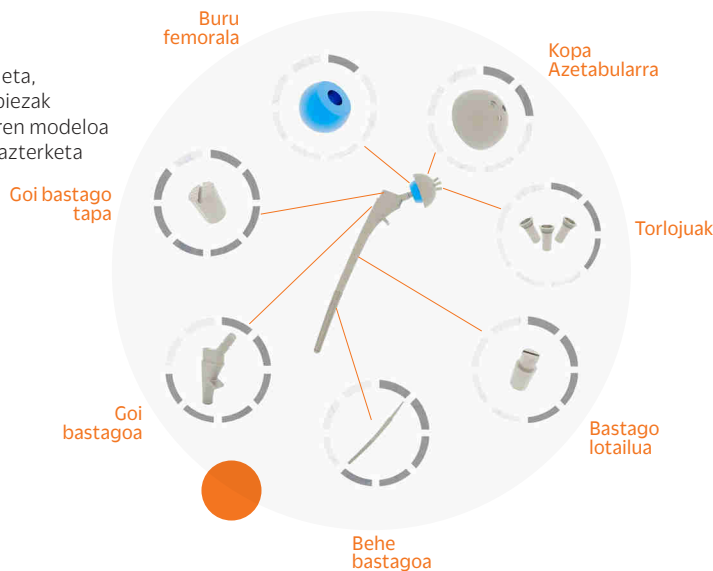 Buru
femorala
Kopa
Azetabularra
eta,
piezak
ren modeloa
azterketa
Goi bastago
tapa
Torlojuak
Goi
bastagoa
Bastago
lotailua
Behe
bastagoa